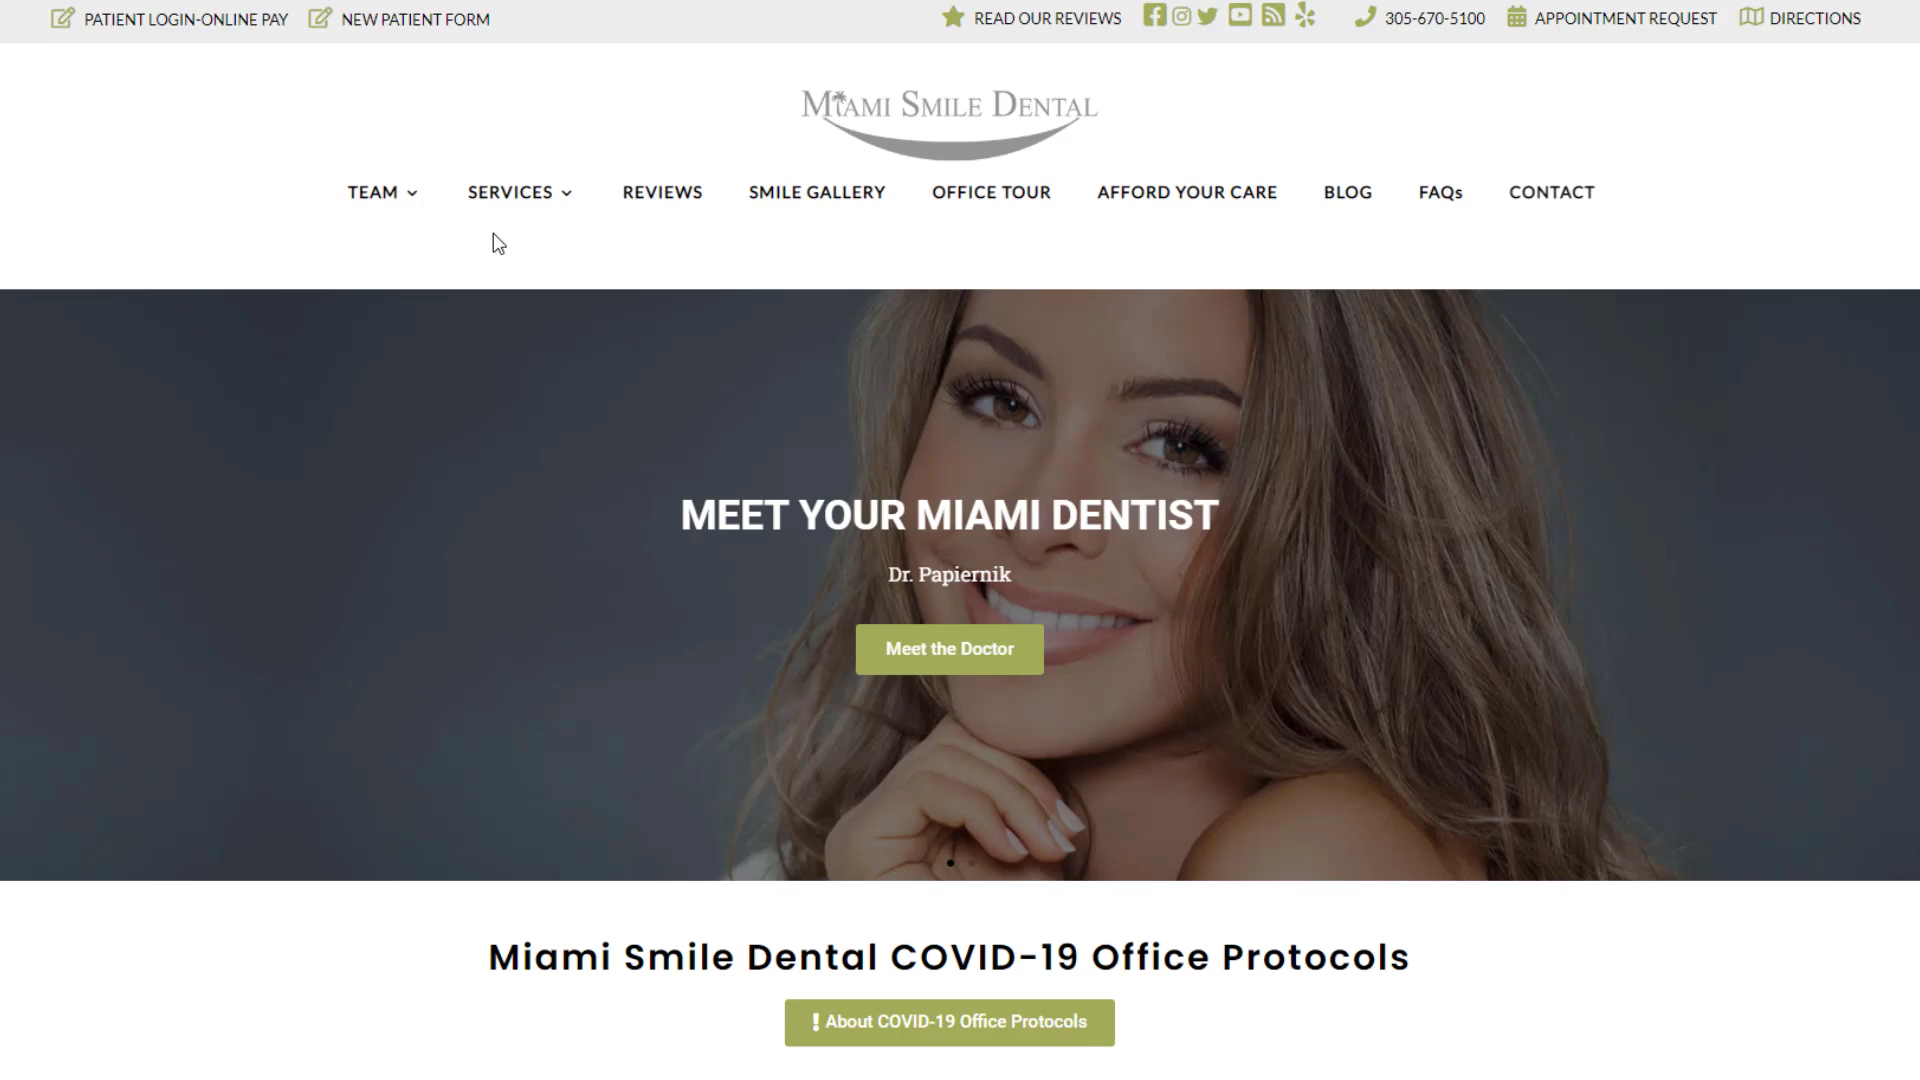 PATIENT LOGIN-ONLINE PAY NEW PATIENT FORM READ OUR REVIEWS 305-670-5100 APPOINTMENT REQUEST DIRECTIONS
MIAMI SMILE DENTAL
TEAM SERVICES REVIEWS SMILE GALLERY OFFICE TOUR AFFORD YOUR CARE BLOG FAQs CONTACT
MEET YOUR MIAMI DENTIST
Dr. Papiernik
Meet the Doctor
Miami Smile Dental COVID-19 Office Protocols
About COVID-19 Office Protocols